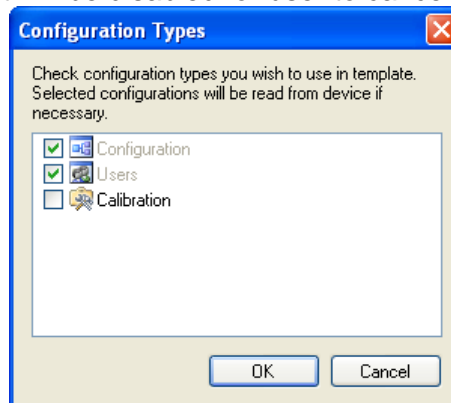 Configuration Types
Check configuration types you wish to use in template.
Selected configurations will be read from device if
necessary.
Configuration
Users
Calibration
OK Cancel